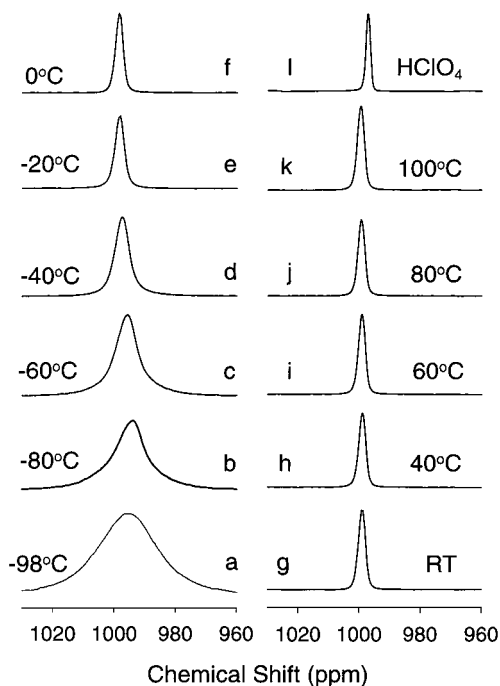 0°C f l HClO₄
-20°C e k 100°C
-40°C d j 80°C
-60°C c i 60°C
-80°C b h 40°C
-98°C a g RT
1020 1000 980 960 1020 1000 980 960
Chemical Shift (ppm)